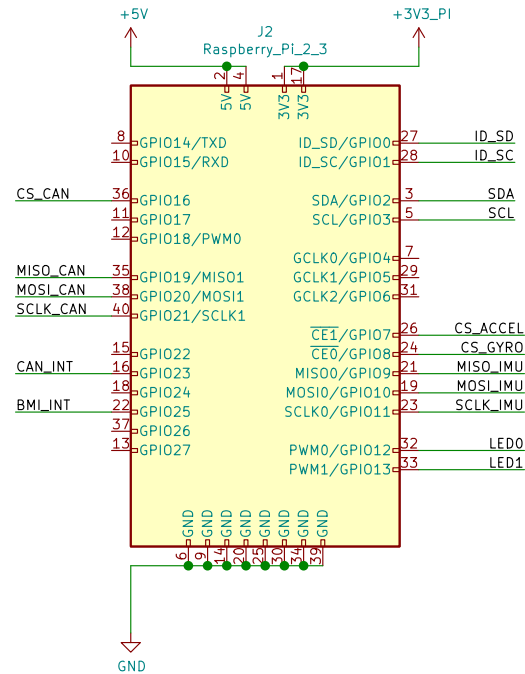 +5V
+3V3_PI
J2
Raspberry_Pi_2_3
2 4 1 17
5V 5V 3V3 3V3
8 GPIO14/TXD ID_SD/GPIO0 27 ID_SD
10 GPIO15/RXD ID_SC/GPIO1 28 ID_SC
CS_CAN 36 GPIO16 SDA/GPIO2 3 SDA
11 GPIO17 SCL/GPIO3 5 SCL
12 GPIO18/PWM0
GCLK0/GPIO4 7
MISO_CAN 35 GPIO19/MISO1 GCLK1/GPIO5 29
MOSI_CAN 38 GPIO20/MOSI1 GCLK2/GPIO6 31
SCLK_CAN 40 GPIO21/SCLK1
CE1/GPIO7 26 CS_ACCEL
15 GPIO22 CE0/GPIO8 24 CS_GYRO
CAN_INT 16 GPIO23 MISO0/GPIO9 21 MISO_IMU
18 GPIO24 MOSI0/GPIO10 19 MOSI_IMU
BMI_INT 22 GPIO25 SCLK0/GPIO11 23 SCLK_IMU
37 GPIO26
13 GPIO27 PWM0/GPIO12 32 LED0
PWM1/GPIO13 33 LED1
GND GND GND GND GND GND GND GND
6 9 14 20 25 30 34 39
GND